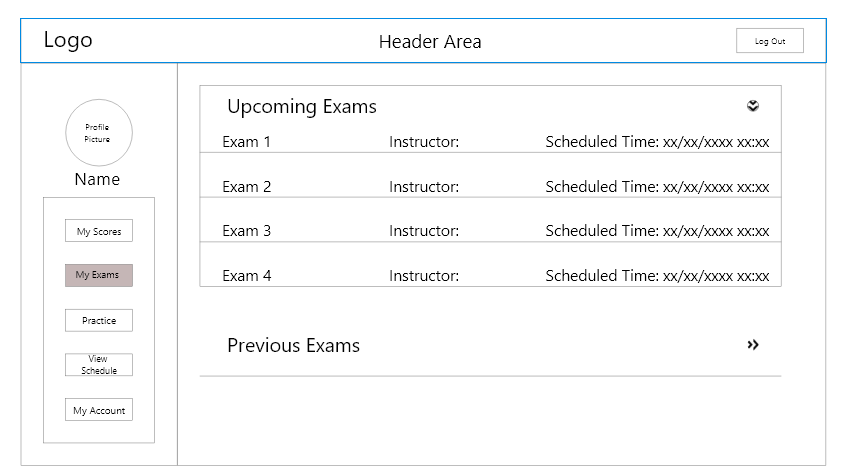 Logo
Header Area
Log Out
Profile
Picture
Name
My Scores
My Exams
Practice
View
Schedule
My Account
Upcoming Exams
Exam 1 Instructor: Scheduled Time: xx/xx/xxxx xx:xx
Exam 2 Instructor: Scheduled Time: xx/xx/xxxx xx:xx
Exam 3 Instructor: Scheduled Time: xx/xx/xxxx xx:xx
Exam 4 Instructor: Scheduled Time: xx/xx/xxxx xx:xx
Previous Exams